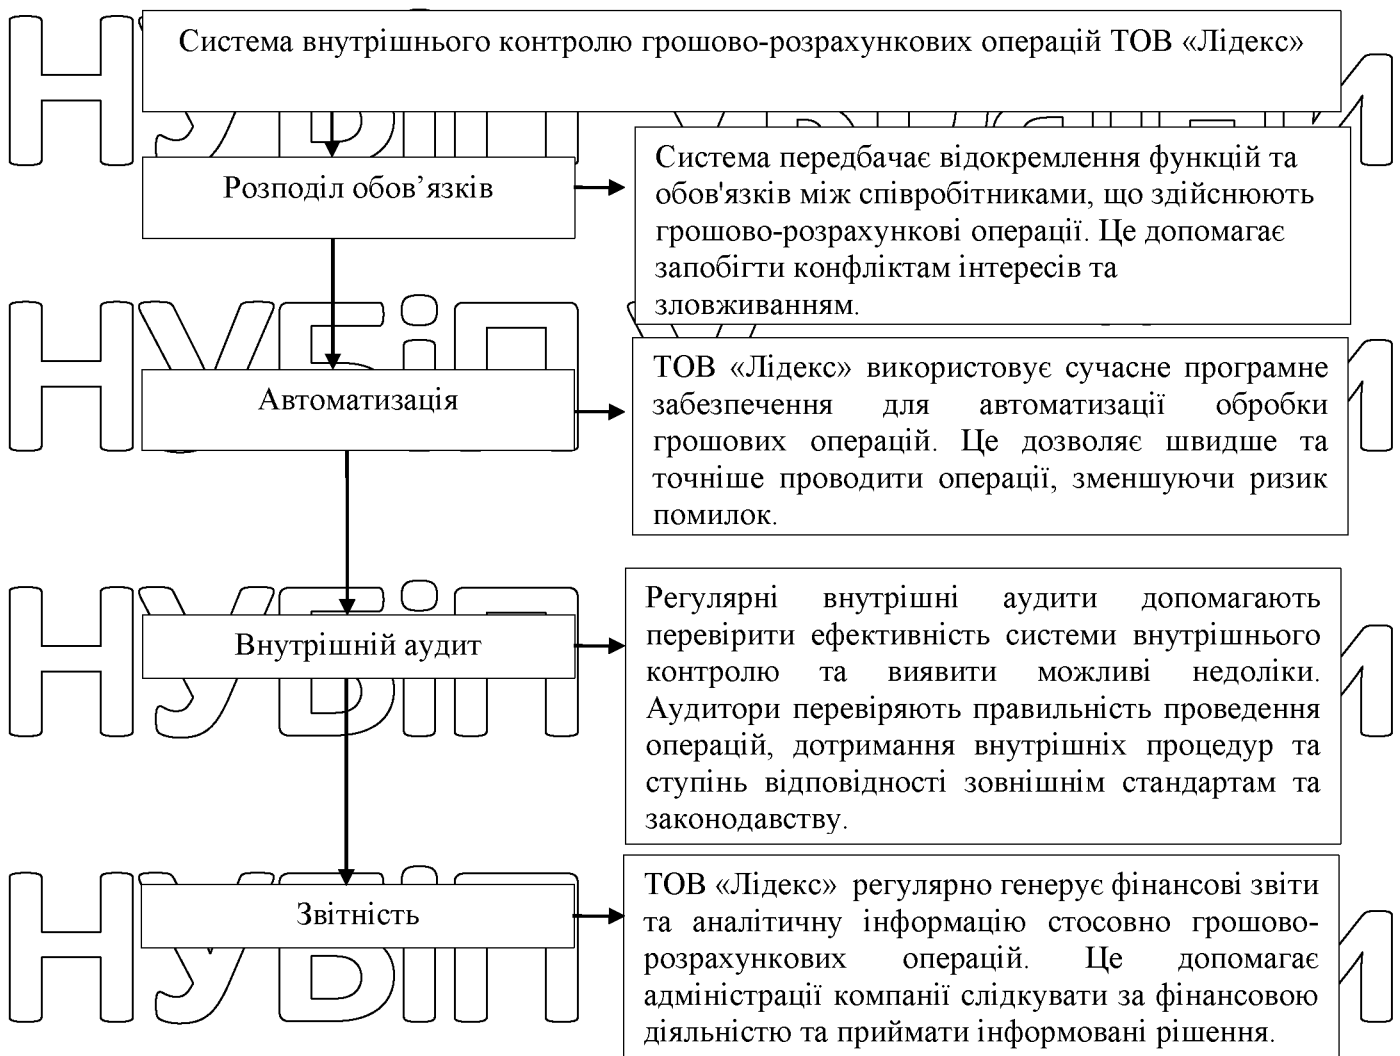 Система внутрішнього контролю грошово-розрахункових операцій ТОВ «Лідекс»
Розподіл обов’язків
Система передбачає відокремлення функцій та
обов'язків між співробітниками, що здійснюють
грошово-розрахункові операції. Це допомагає
запобігти конфліктам інтересів та
зловживанням.
Автоматизація
ТОВ «Лідекс» використовує сучасне програмне
забезпечення для автоматизації обробки
грошових операцій. Це дозволяє швидше та
точніше проводити операції, зменшуючи ризик
помилок.
Внутрішній аудит
Регулярні внутрішні аудити допомагають
перевірити ефективність системи внутрішнього
контролю та виявити можливі недоліки.
Аудитори перевіряють правильність проведення
операцій, дотримання внутрішніх процедур та
ступінь відповідності зовнішнім стандартам та
законодавству.
Звітність
ТОВ «Лідекс» регулярно генерує фінансові звіти
та аналітичну інформацію стосовно грошово-
розрахункових операцій. Це допомагає
адміністрації компанії слідкувати за фінансовою
діяльністю та приймати інформовані рішення.
НУБіП
НУБіП
НУБіП
НУБіП